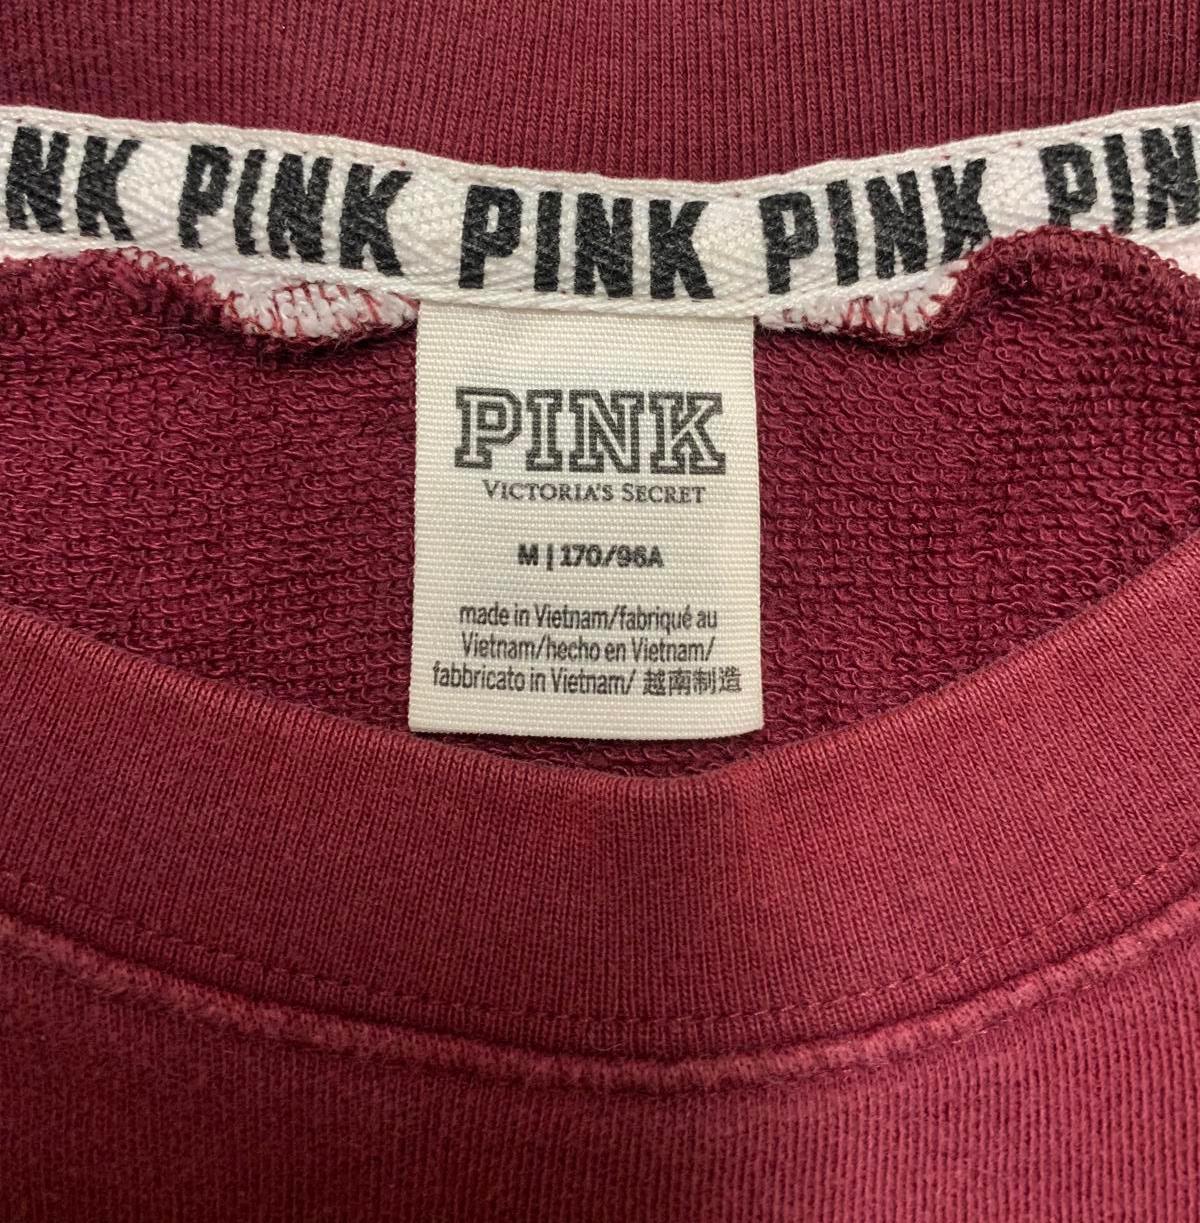 PINK PINK PINK PINK PIN
PINK
VICTORIA'S SECRET
M | 170/96A
made in Vietnam/fabriqué au
Vietnam/hecho en Vietnam/
fabbricato in Vietnam/ 越南制造